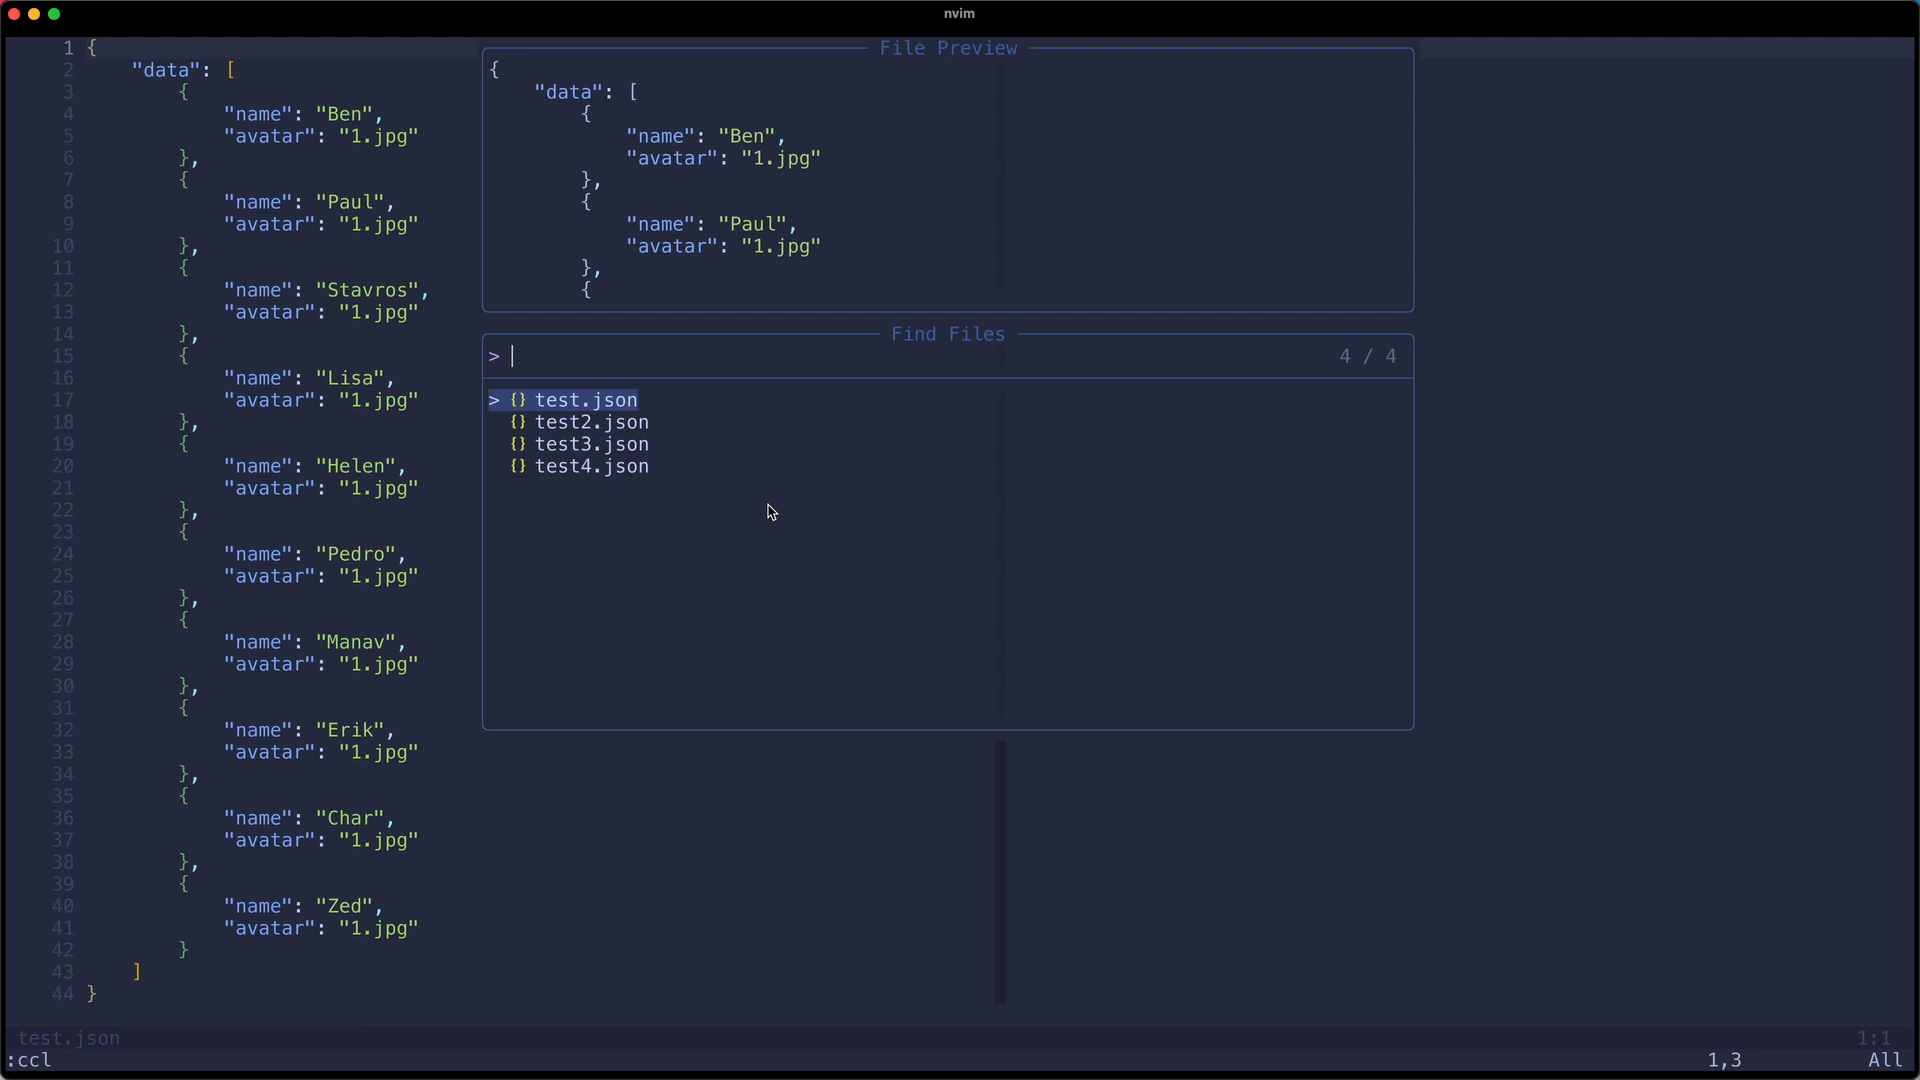 nvim
1 {
2     "data": [
3         {
4             "name": "Ben",
5             "avatar": "1.jpg"
6         },
7         {
8             "name": "Paul",
9             "avatar": "1.jpg"
10         },
11         {
12             "name": "Stavros",
13             "avatar": "1.jpg"
14         },
15         {
16             "name": "Lisa",
17             "avatar": "1.jpg"
18         },
19         {
20             "name": "Helen",
21             "avatar": "1.jpg"
22         },
23         {
24             "name": "Pedro",
25             "avatar": "1.jpg"
26         },
27         {
28             "name": "Manav",
29             "avatar": "1.jpg"
30         },
31         {
32             "name": "Erik",
33             "avatar": "1.jpg"
34         },
35         {
36             "name": "Char",
37             "avatar": "1.jpg"
38         },
39         {
40             "name": "Zed",
41             "avatar": "1.jpg"
42         }
43     ]
44 }
File Preview
{
    "data": [
        {
            "name": "Ben",
            "avatar": "1.jpg"
        },
        {
            "name": "Paul",
            "avatar": "1.jpg"
        },
        {
Find Files
> 4 / 4
> {} test.json
{} test2.json
{} test3.json
{} test4.json
test.json 1:1
:ccl 1,3 All